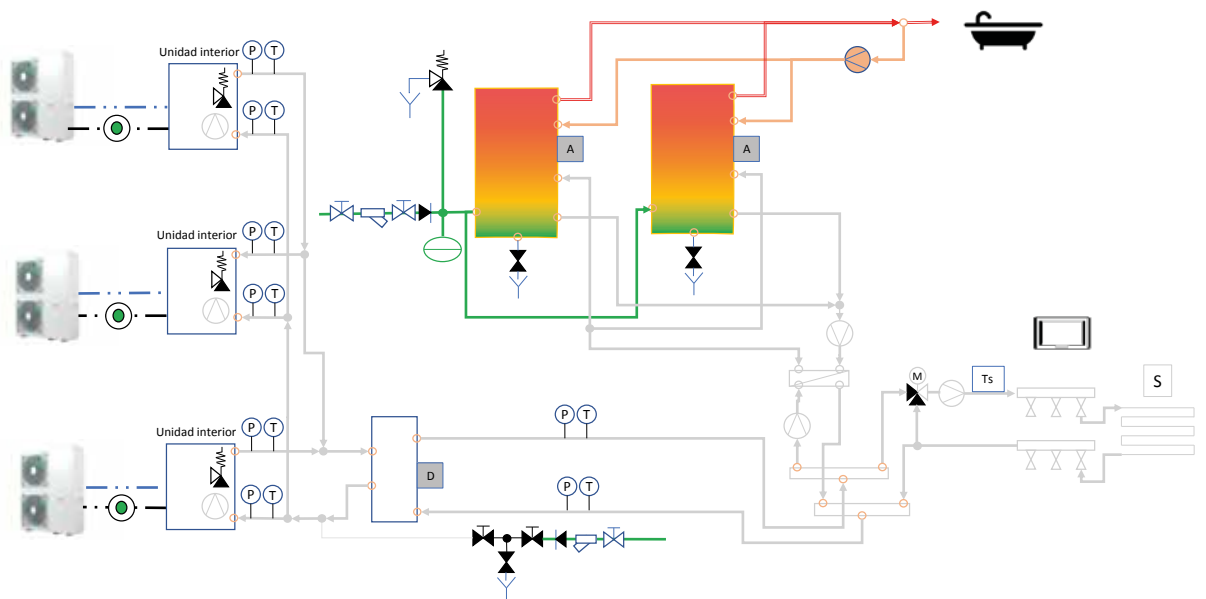 Unidad interior P T
P T
A A
Unidad interior P T
P T
M
Ts
S
Unidad interior P T
P T
P T
D
P T